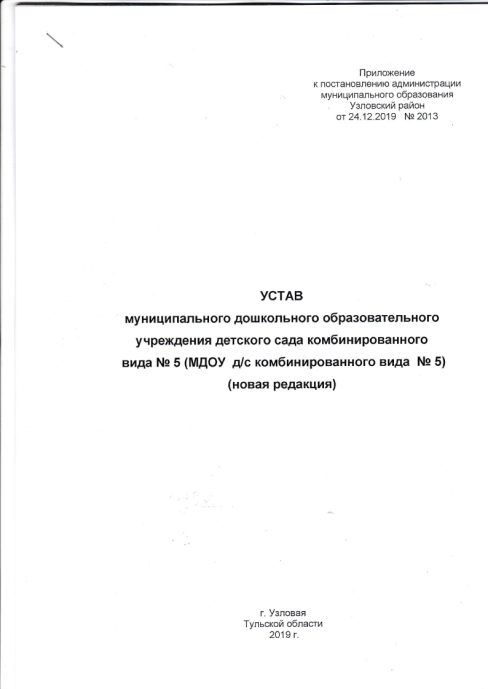 Приложение
к постановлению администрации
муниципального образования
Узловский район
от 24.12.2019 № 2013
УСТАВ
муниципального дошкольного образовательного
учреждения детского сада комбинированного
вида № 5 (МДОУ д/с комбинированного вида № 5)
(новая редакция)
г. Узловая
Тульской области
2019 г.